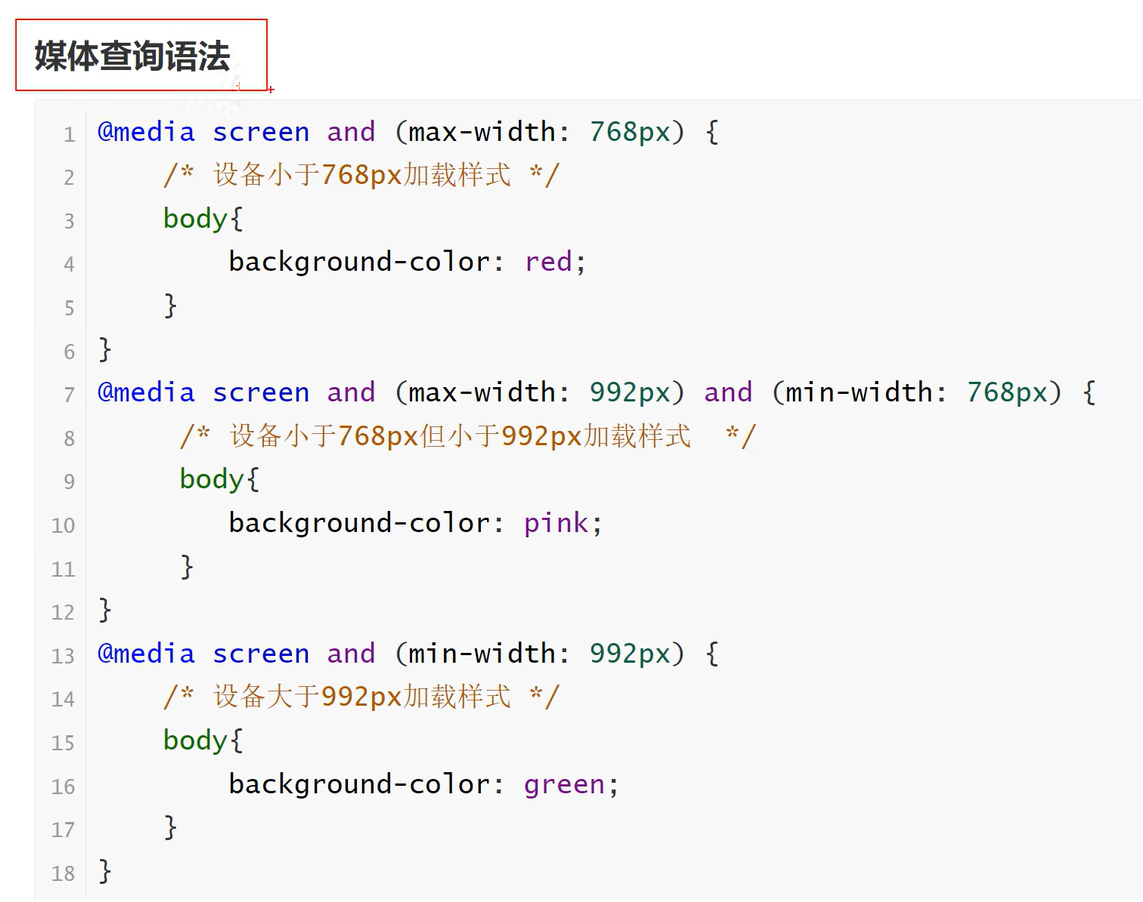 媒体查询语法
1 @media screen and (max-width: 768px) {
2 /* 设备小于768px加载样式 */
3 body{
4 background-color: red;
5 }
6 }
7 @media screen and (max-width: 992px) and (min-width: 768px) {
8 /* 设备小于768px但小于992px加载样式 */
9 body{
10 background-color: pink;
11 }
12 }
13 @media screen and (min-width: 992px) {
14 /* 设备大于992px加载样式 */
15 body{
16 background-color: green;
17 }
18 }